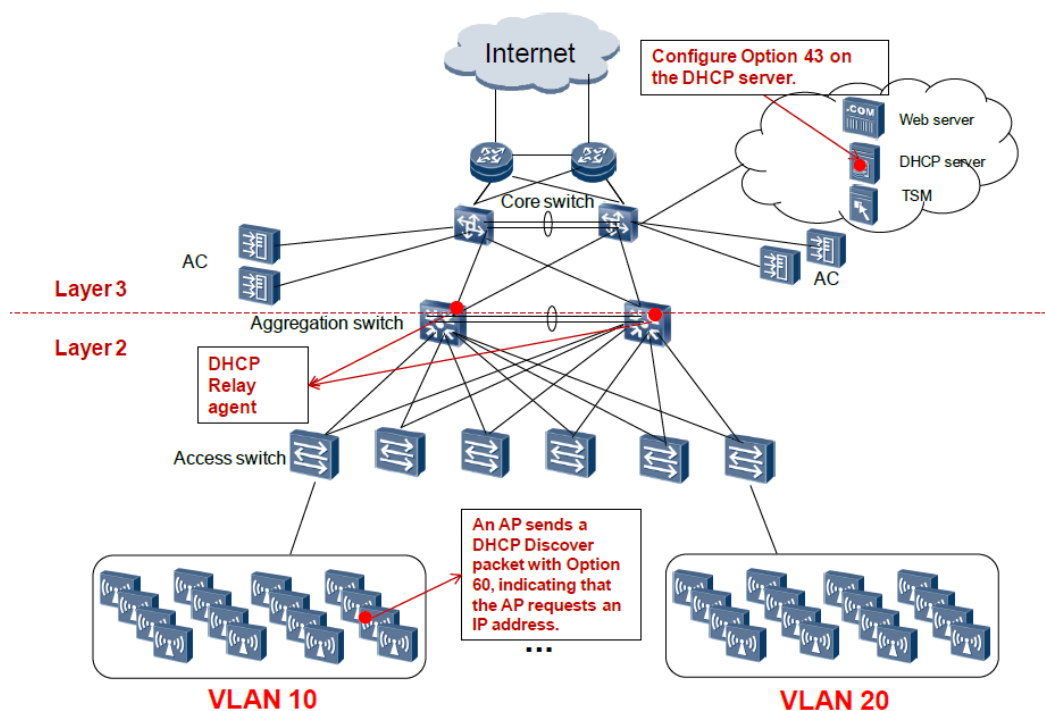 Internet
Configure Option 43 on
the DHCP server.
.COM
Web server
DHCP server
TSM
Core switch
AC
AC
Layer 3
Aggregation switch
Layer 2
DHCP
Relay
agent
Access switch
An AP sends a
DHCP Discover
packet with Option
60, indicating that
the AP requests an
IP address.
...
VLAN 10
VLAN 20